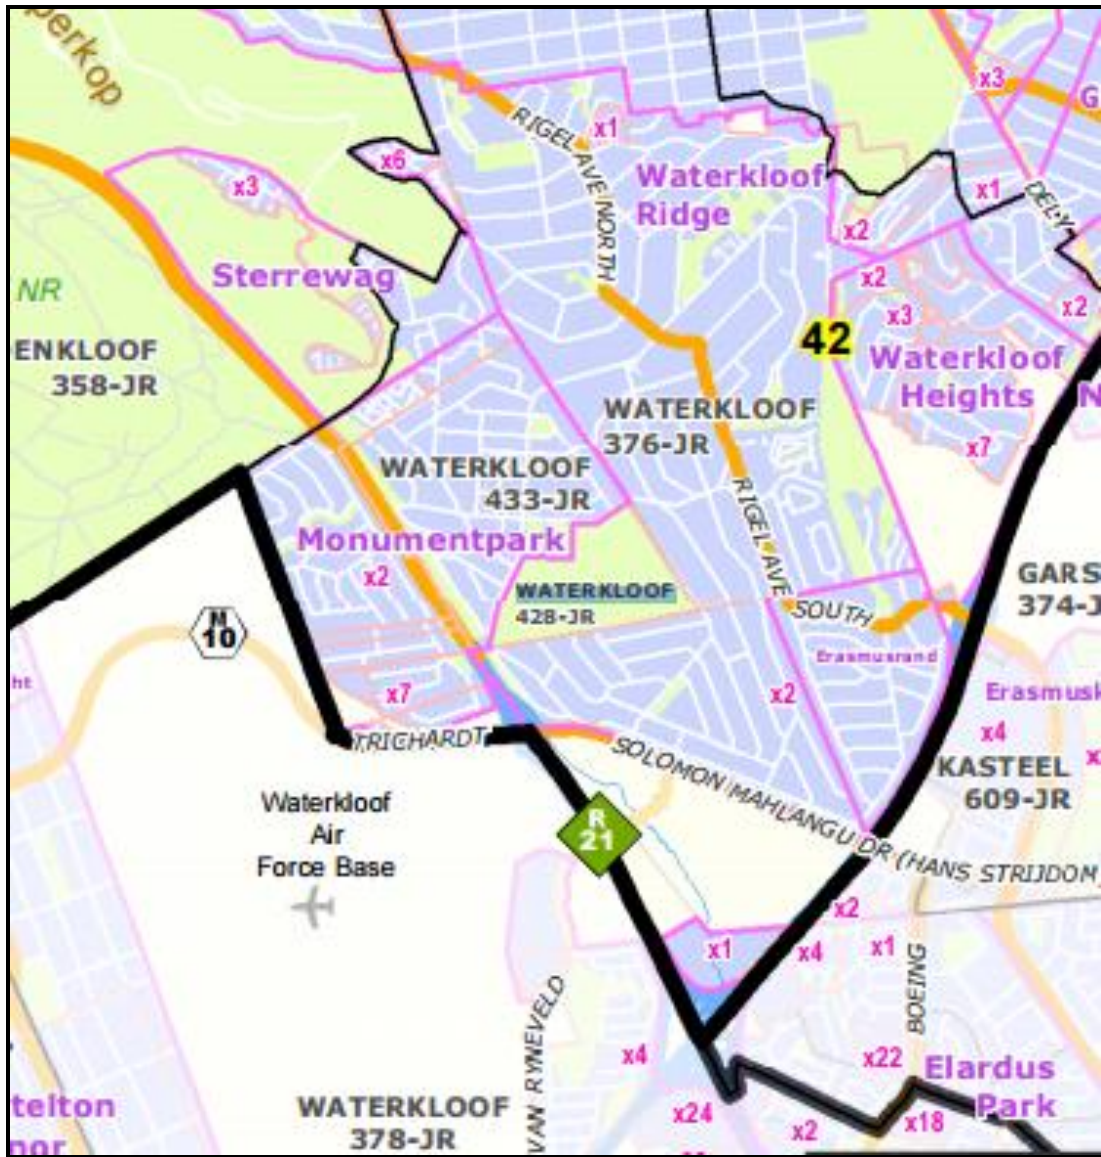 perkop
x3
G
RIGEL AVE NORTH
x1
x6
x3
Waterkloof
Ridge
x1
DELY
x2
Sterrewag
x2
NR
x3
x2
42
ENKLOOF
358-JR
Waterkloof
Heights
N
WATERKLOOF
376-JR
x7
WATERKLOOF
433-JR
RIGEL AVE
SOUTH
Monumentpark
x2
WATERKLOOF
428-JR
GARS
374-J
M
10
Erasmusrand
ht
x7
x2
Erasmusk
x4
TRICHARDT
SOLOMON MAHLANGU DR (HANS STRIJDOM)
KASTEEL
609-JR
Waterkloof
Air
Force Base
R
21
x2
x1
x4
x1
VAN RYNEVELD
BOEING
x4
x22
Elardus
Park
telton
nor
WATERKLOOF
378-JR
x24
x2
x18